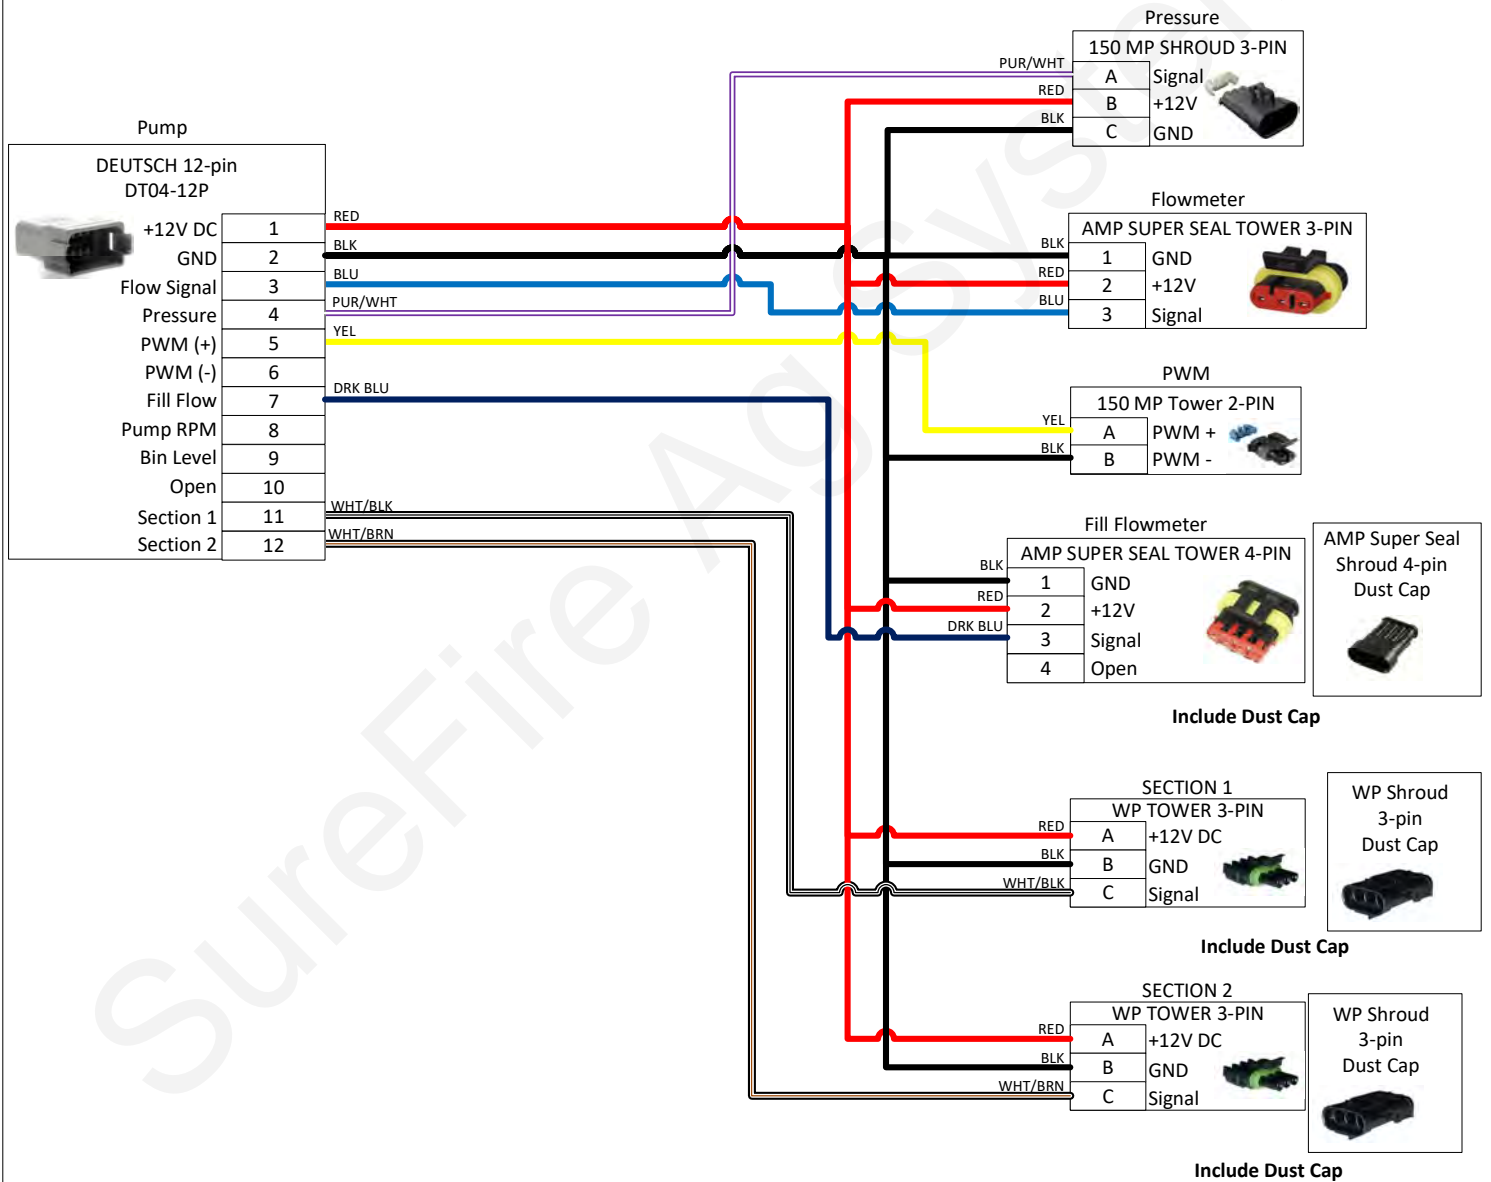 Pressure
150 MP SHROUD 3-PIN
PUR/WHT
A Signal
RED
B +12V
BLK
C GND
Pump
DEUTSCH 12-pin
DT04-12P
+12V DC 1 RED
GND 2 BLK
Flow Signal 3 BLU
Pressure 4 PUR/WHT
PWM (+) 5 YEL
PWM (-) 6
Fill Flow 7 DRK BLU
Pump RPM 8
Bin Level 9
Open 10
Section 1 11 WHT/BLK
Section 2 12 WHT/BRN
Flowmeter
AMP SUPER SEAL TOWER 3-PIN
BLK
1 GND
RED
2 +12V
BLU
3 Signal
PWM
150 MP Tower 2-PIN
YEL
A PWM +
BLK
B PWM -
Fill Flowmeter
AMP SUPER SEAL TOWER 4-PIN
BLK
1 GND
RED
2 +12V
DRK BLU
3 Signal
4 Open
AMP Super Seal
Shroud 4-pin
Dust Cap
Include Dust Cap
SECTION 1
WP TOWER 3-PIN
RED
A +12V DC
BLK
B GND
WHT/BLK
C Signal
WP Shroud
3-pin
Dust Cap
Include Dust Cap
SECTION 2
WP TOWER 3-PIN
RED
A +12V DC
BLK
B GND
WHT/BRN
C Signal
WP Shroud
3-pin
Dust Cap
Include Dust Cap
SureFire Ag System